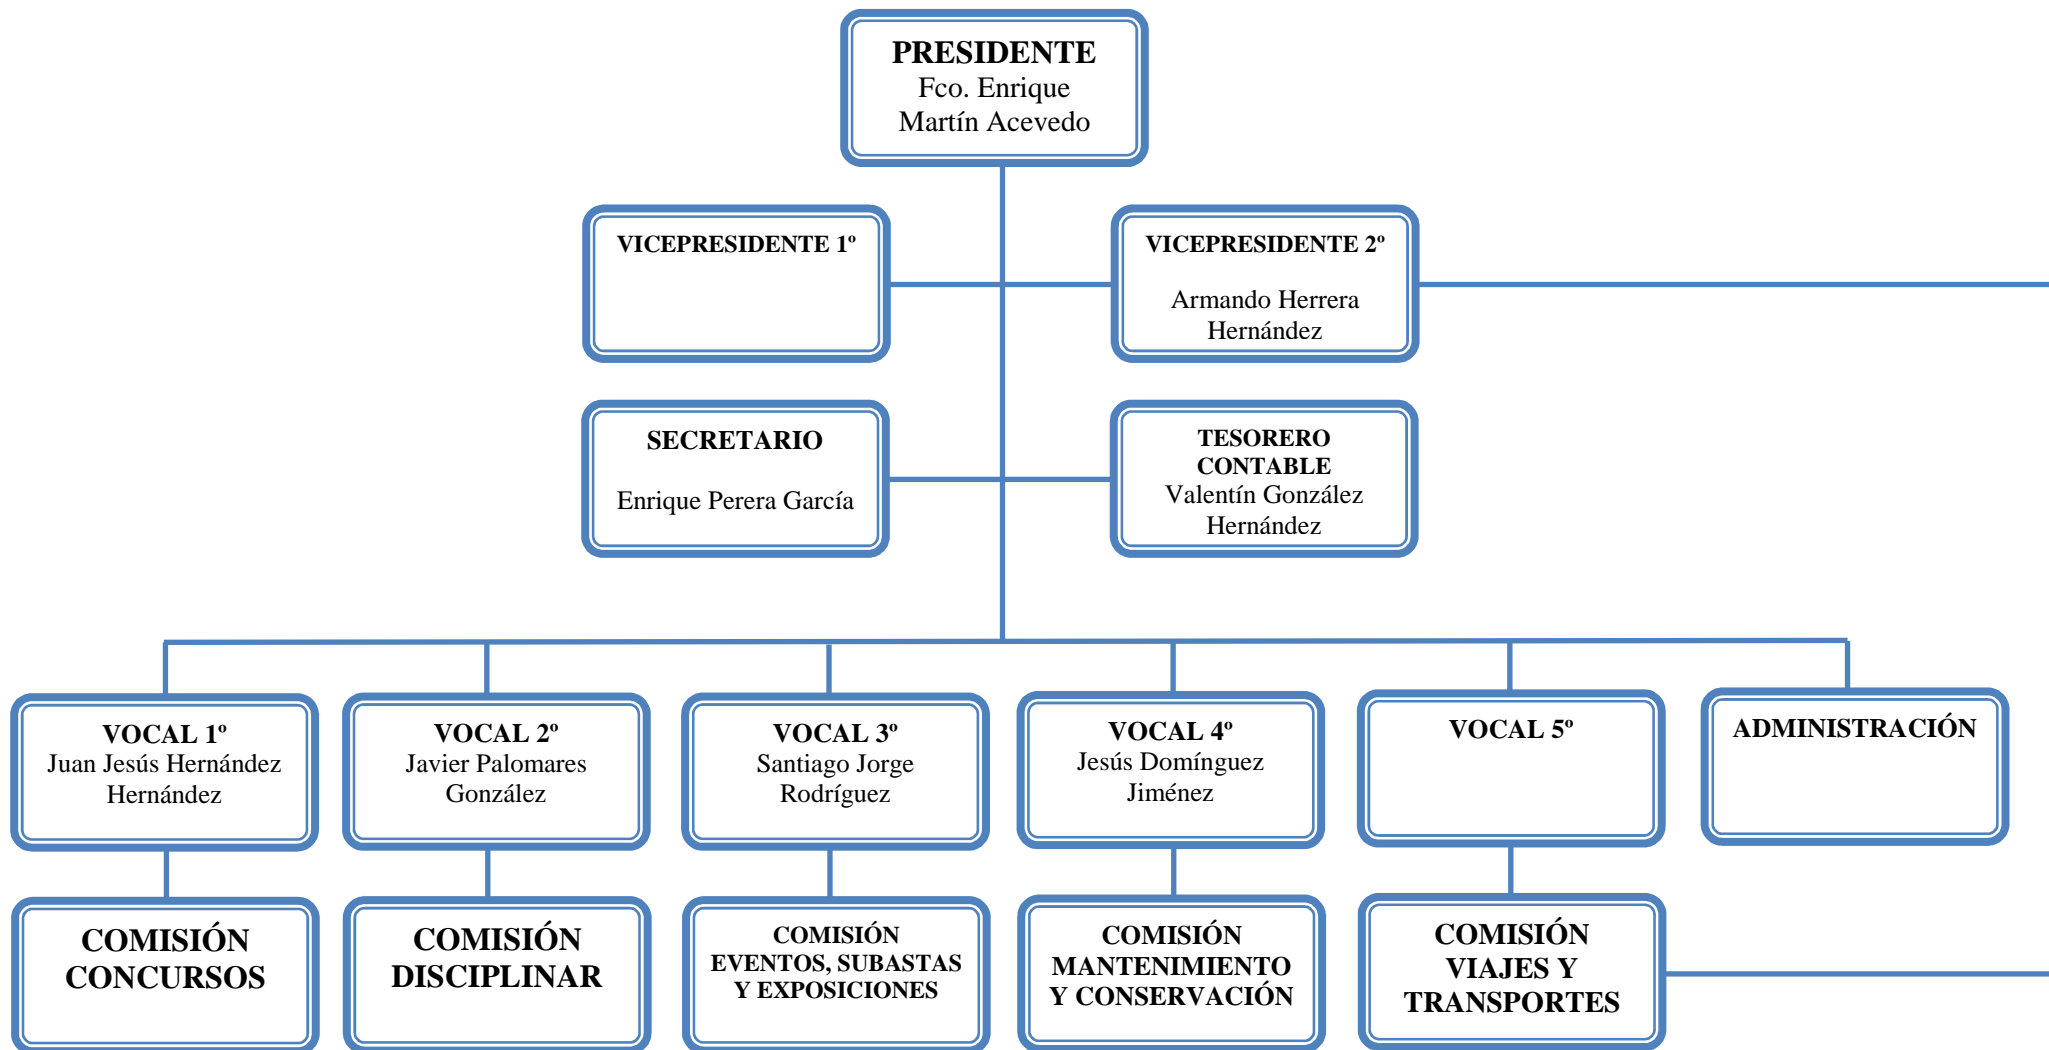 PRESIDENTE
Fco. Enrique
Martín Acevedo
VICEPRESIDENTE 1º
VICEPRESIDENTE 2º
Armando Herrera
Hernández
SECRETARIO
Enrique Perera García
TESORERO
CONTABLE
Valentín González
Hernández
VOCAL 1º
Juan Jesús Hernández
Hernández
VOCAL 2º
Javier Palomares
González
VOCAL 3º
Santiago Jorge
Rodríguez
VOCAL 4º
Jesús Domínguez
Jiménez
VOCAL 5º
ADMINISTRACIÓN
COMISIÓN
CONCURSOS
COMISIÓN
DISCIPLINAR
COMISIÓN
EVENTOS, SUBASTAS
Y EXPOSICIONES
COMISIÓN
MANTENIMIENTO
Y CONSERVACIÓN
COMISIÓN
VIAJES Y
TRANSPORTES